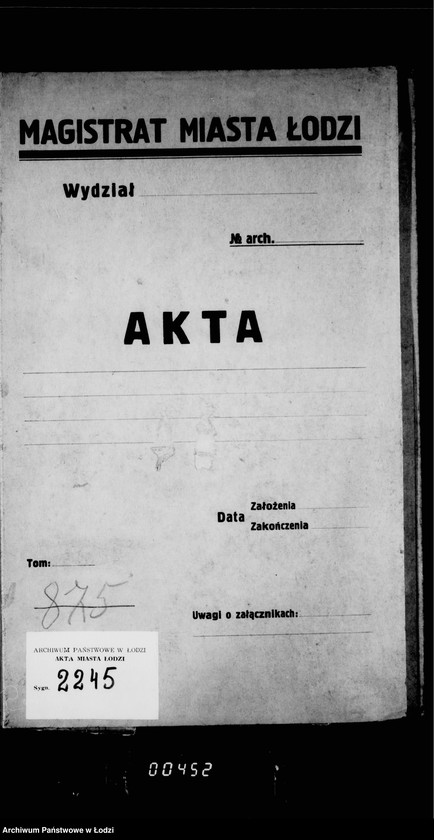 MAGISTRAT MIASTA ŁODZI
Wydział
№ arch.
AKTA
Data Założenia
Zakończenia
Tom:
875
Uwagi o załącznikach:
ARCHIWUM PAŃSTWOWE W ŁODZI
AKTA MIASTA ŁODZI
Sygn. 2245
00452
Archiwum Państwowe w Łodzi